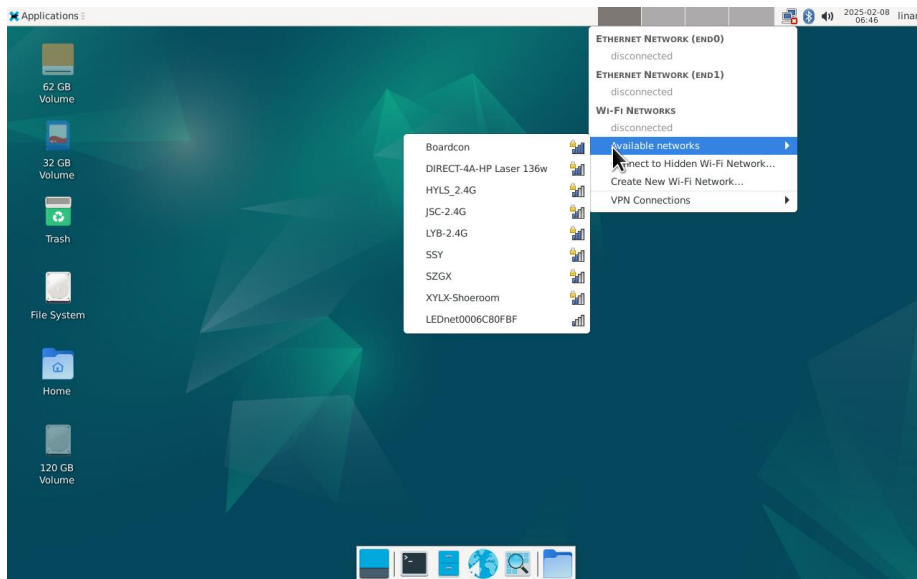 Applications
2025-02-08
06:46
linar
62 GB
Volume
32 GB
Volume
Trash
File System
Home
120 GB
Volume
ETHERNET NETWORK (END0)
disconnected
ETHERNET NETWORK (END1)
disconnected
WI-FI NETWORKS
disconnected
Available networks
to Hidden Wi-Fi Network...
Create New Wi-Fi Network...
VPN Connections
Boardcon
DIRECT-4A-HP Laser 136w
HYLS_2.4G
JSC-2.4G
LYB-2.4G
SSY
SZGX
XYLX-Shoeroom
LEDnet0006C80FBF